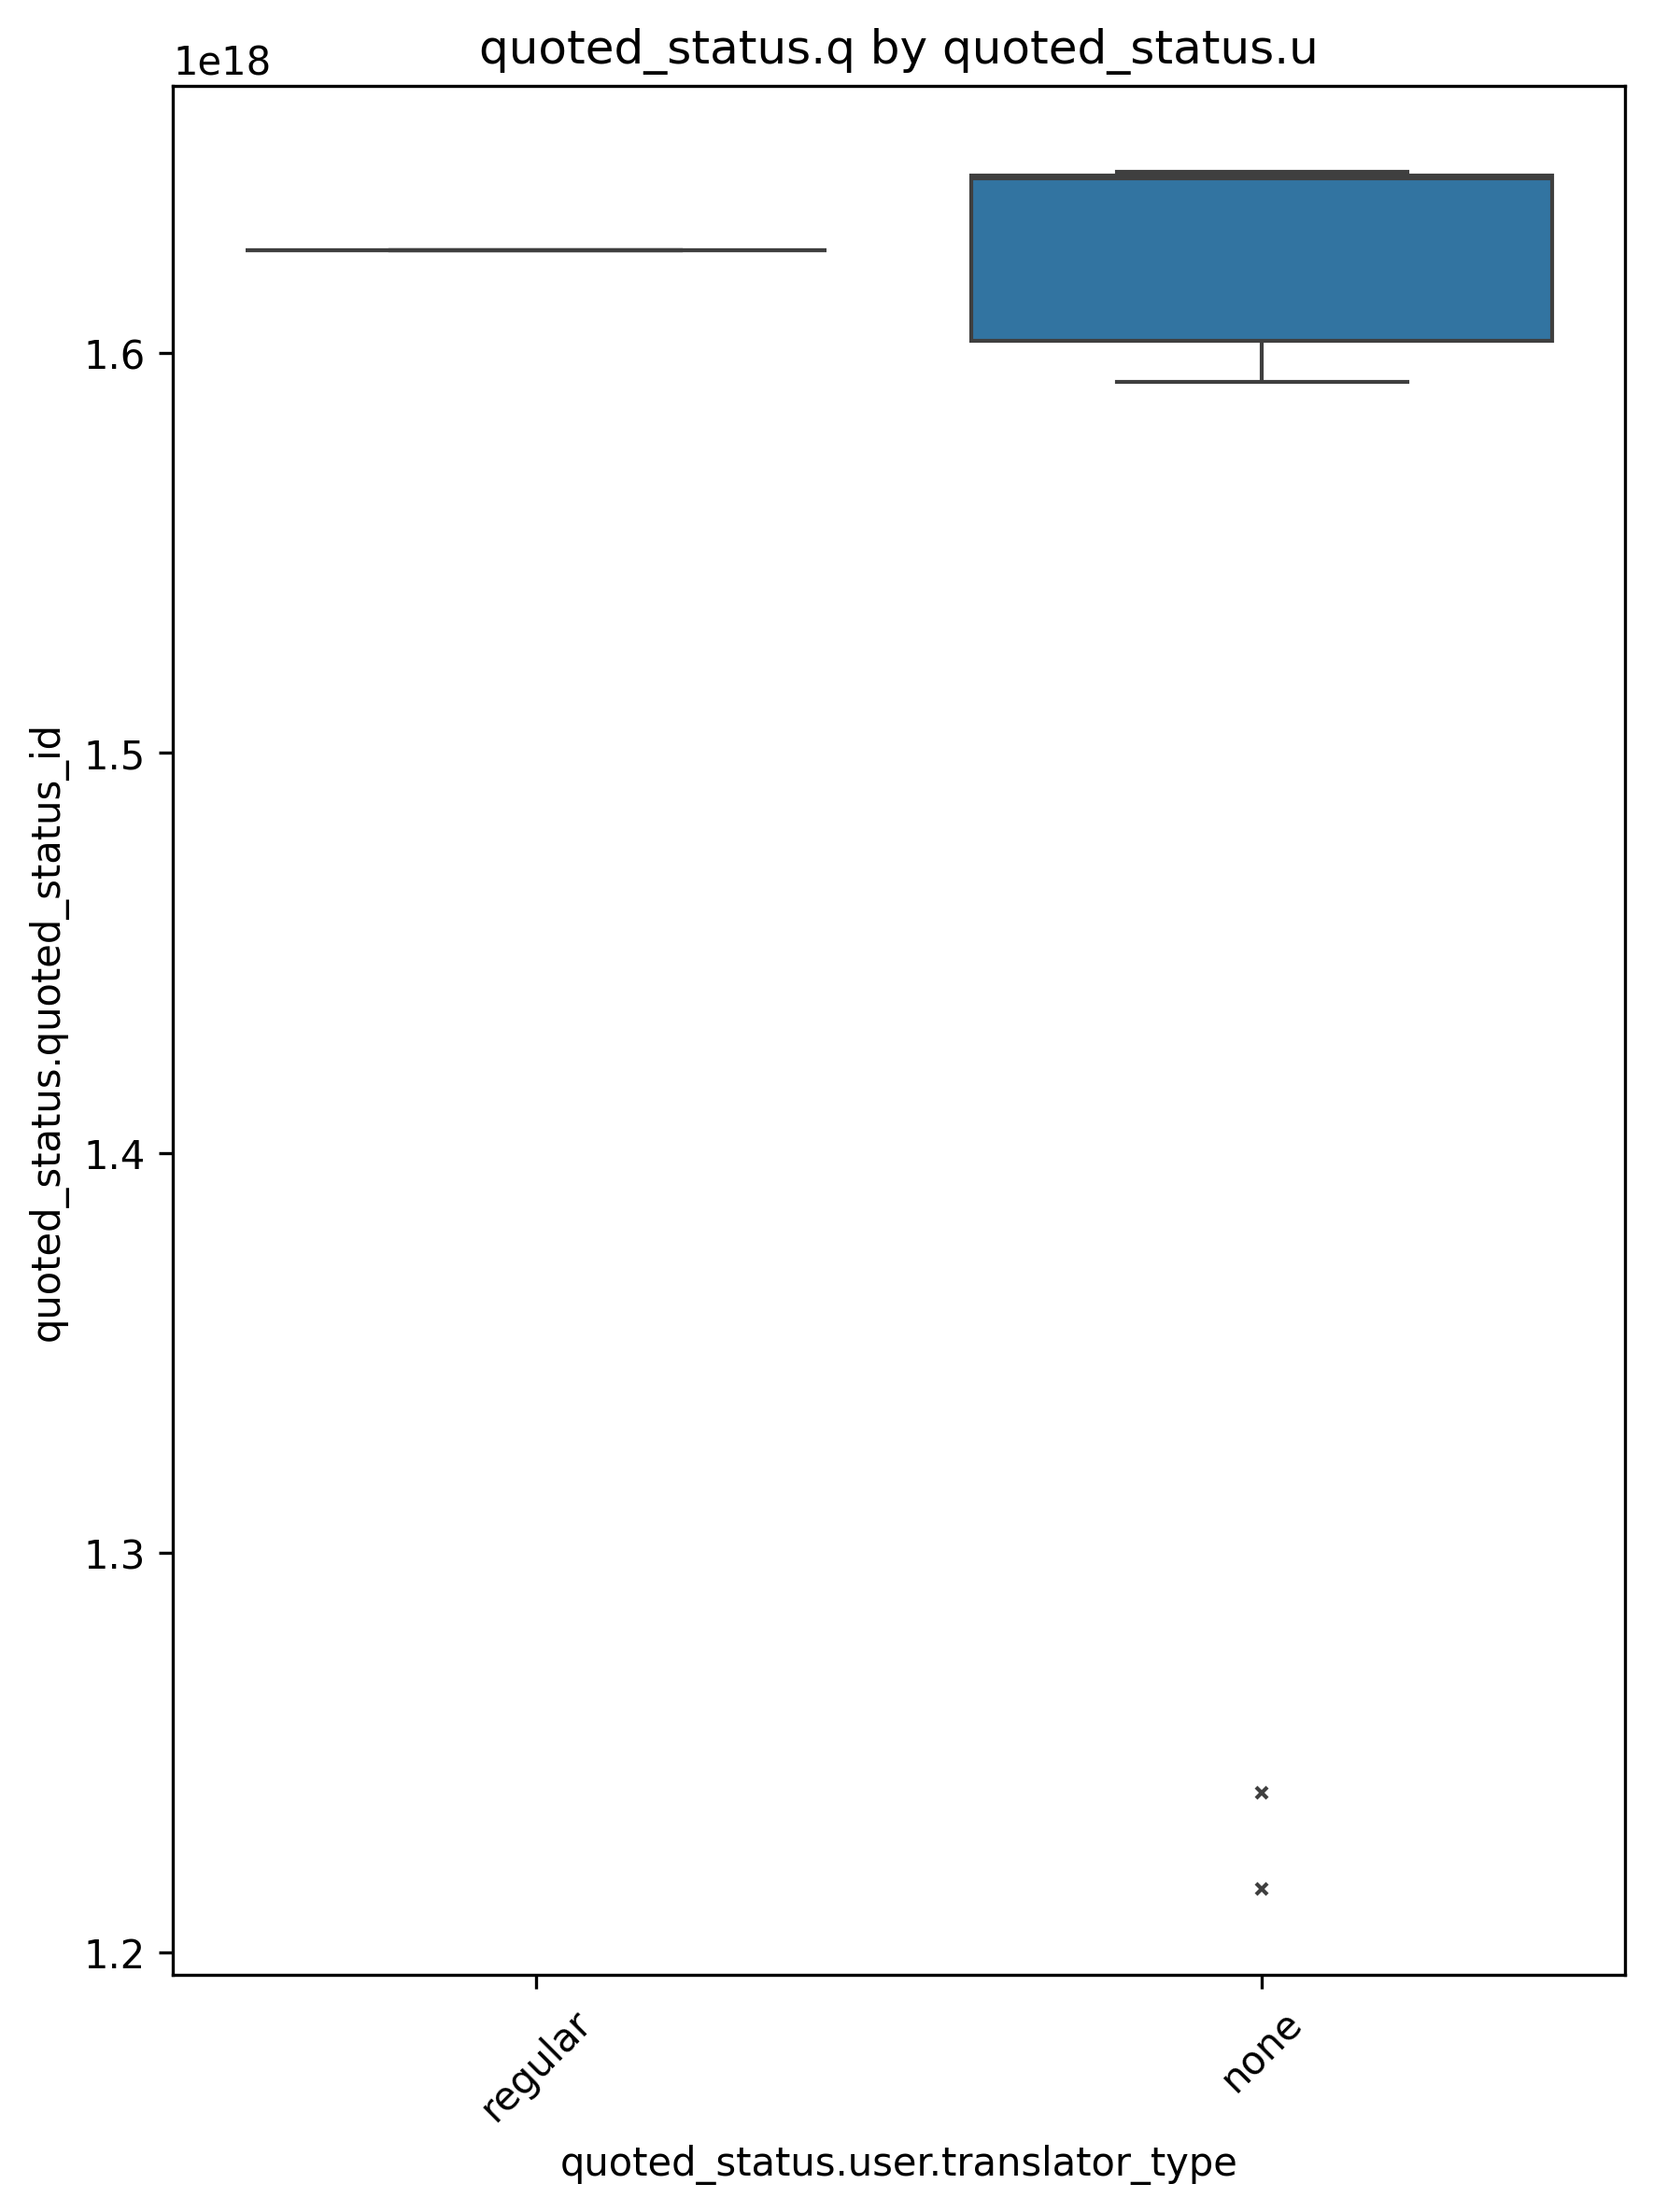 quoted_status.q by quoted_status.u
1e18
1.6
1.5
1.4
1.3
1.2
quoted_status.quoted_status_id
regular
none
quoted_status.user.translator_type